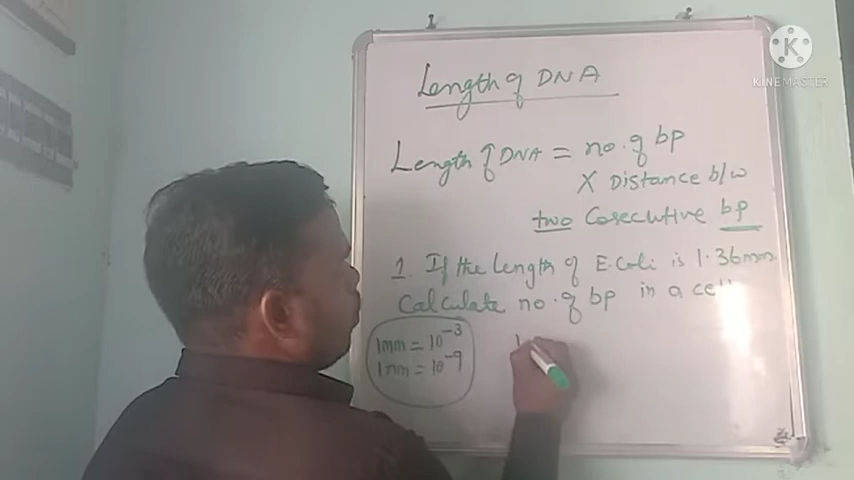 Length of DNA
Length of DNA = no. of bp
X Distance b/w
two Cosecutive bp
1. If the Length of E.Coli is 1.36mm.
Calculate no. of bp in a cell
1mm = 10⁻³
1nm = 10⁻⁹
K
KINEMASTER